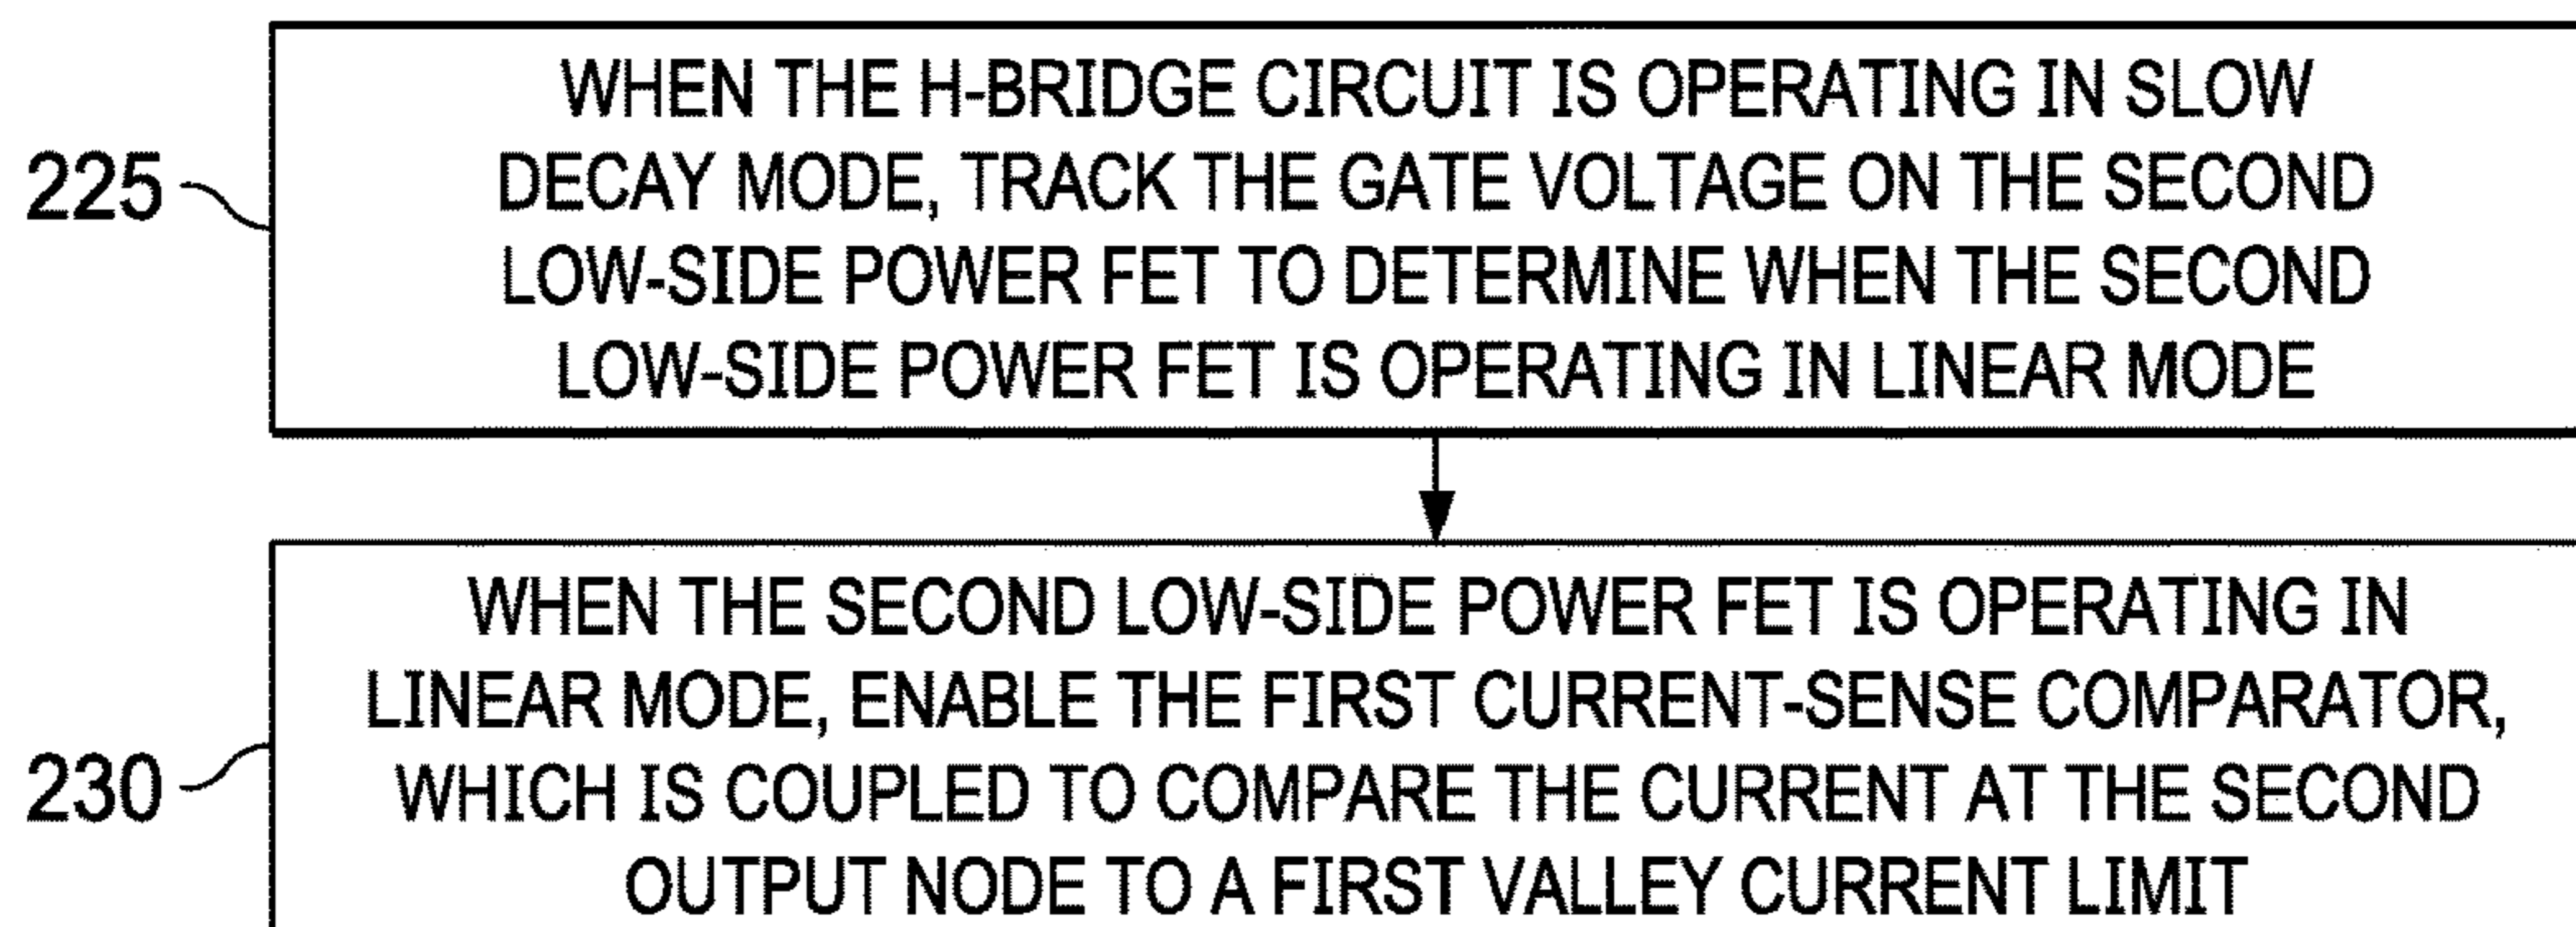 WHEN THE H-BRIDGE CIRCUIT IS OPERATING IN SLOW
225
DECAY MODE, TRACK THE GATE VOLTAGE ON THE SECOND
LOW-SIDE POWER FET TO DETERMINE WHEN THE SECOND
LOW-SIDE POWER FET IS OPERATING IN LINEAR MODE
WHEN THE SECOND LOW-SIDE POWER FET IS OPERATING IN
LINEAR MODE, ENABLE THE FIRST CURRENT-SENSE COMPARATOR,
230
WHICH IS COUPLED TO COMPARE THE CURRENT AT THE SECOND
OUTPUT NODE TO A FIRST VALLEY CURRENT LIMIT